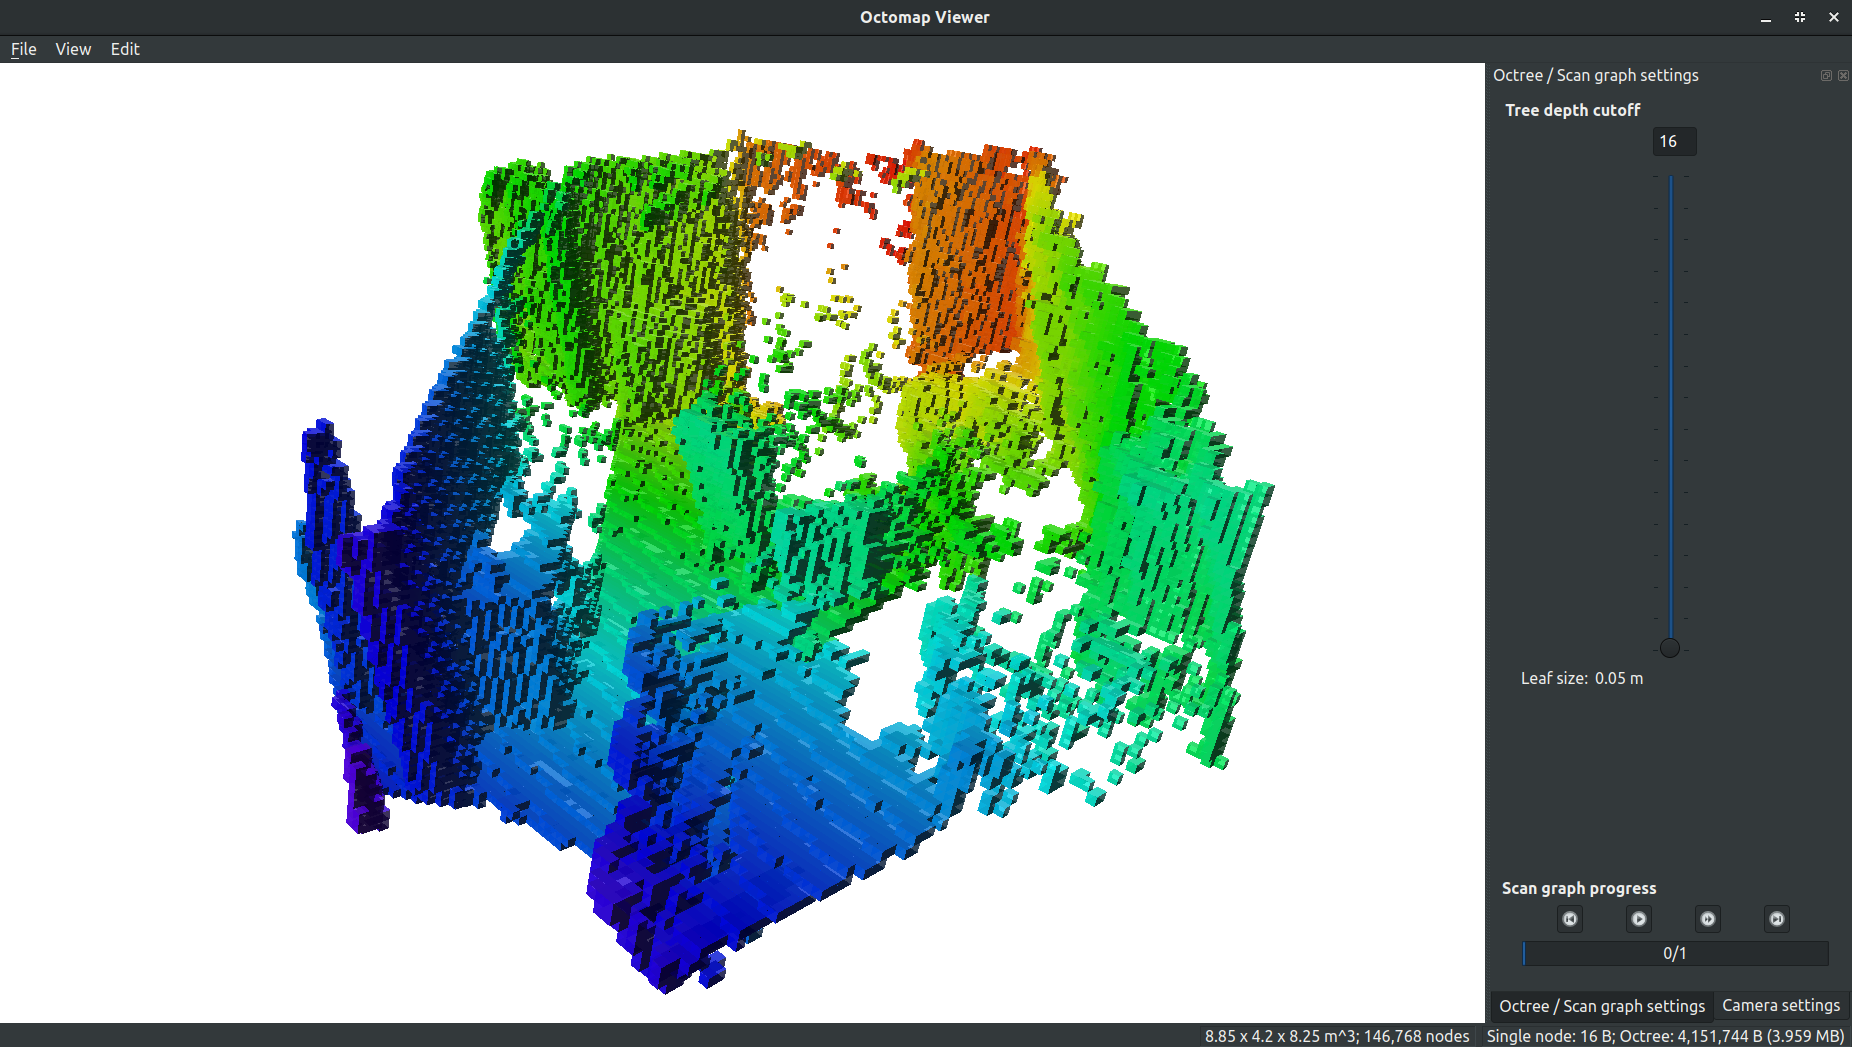 Octomap Viewer
File View Edit
Octree / Scan graph settings
Tree depth cutoff
16
Leaf size: 0.05 m
Scan graph progress
0/1
Octree / Scan graph settings Camera settings
8.85 x 4.2 x 8.25 m^3; 146,768 nodes Single node: 16 B; Octree: 4,151,744 B (3.959 MB)